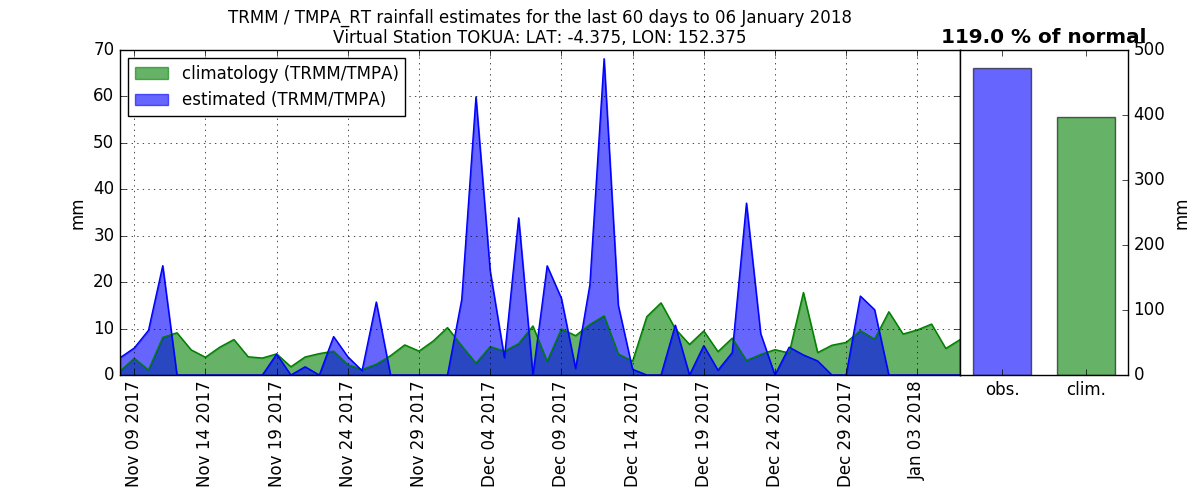 TRMM / TMPA_RT rainfall estimates for the last 60 days to 06 January 2018
Virtual Station TOKUA: LAT: -4.375, LON: 152.375
119.0 % of normal
climatology (TRMM/TMPA)
estimated (TRMM/TMPA)
mm
70
60
50
40
30
20
10
0
Nov 09 2017
Nov 14 2017
Nov 19 2017
Nov 24 2017
Nov 29 2017
Dec 04 2017
Dec 09 2017
Dec 14 2017
Dec 19 2017
Dec 24 2017
Dec 29 2017
Jan 03 2018
obs.
clim.
500
400
300
200
100
0
mm